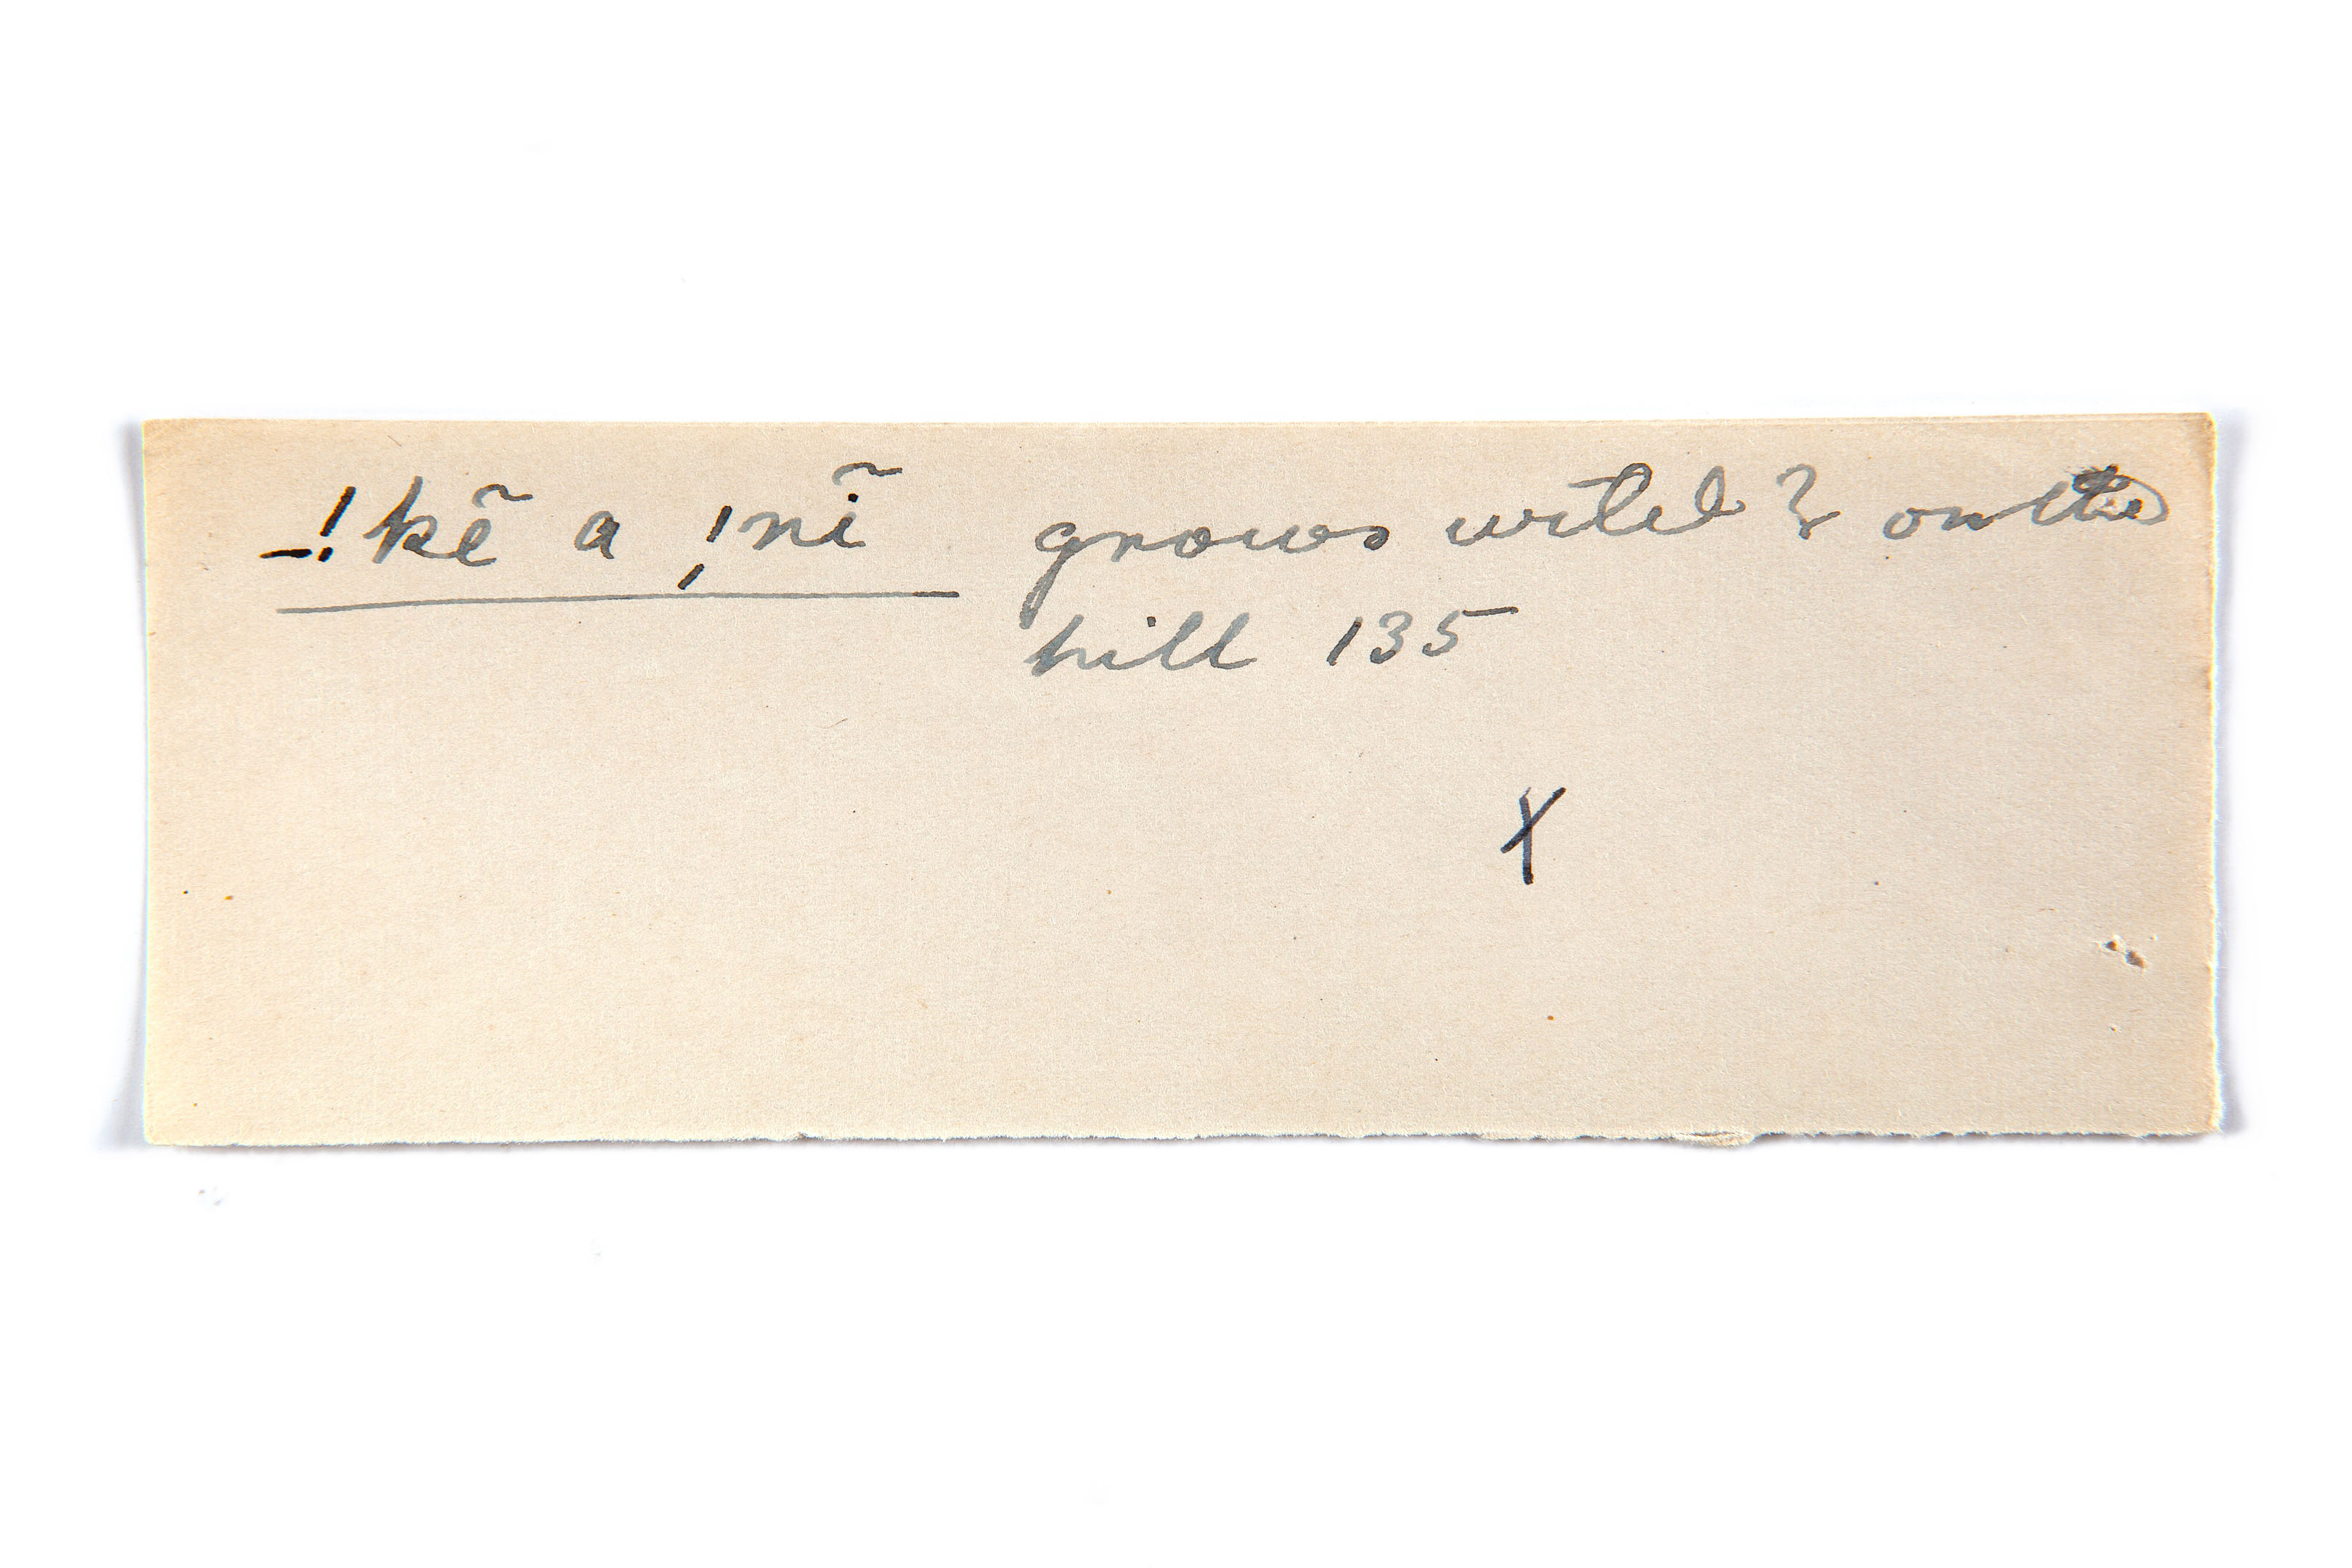 _!kẽ a !̦nĩ grows wild & on the
hill 135
X